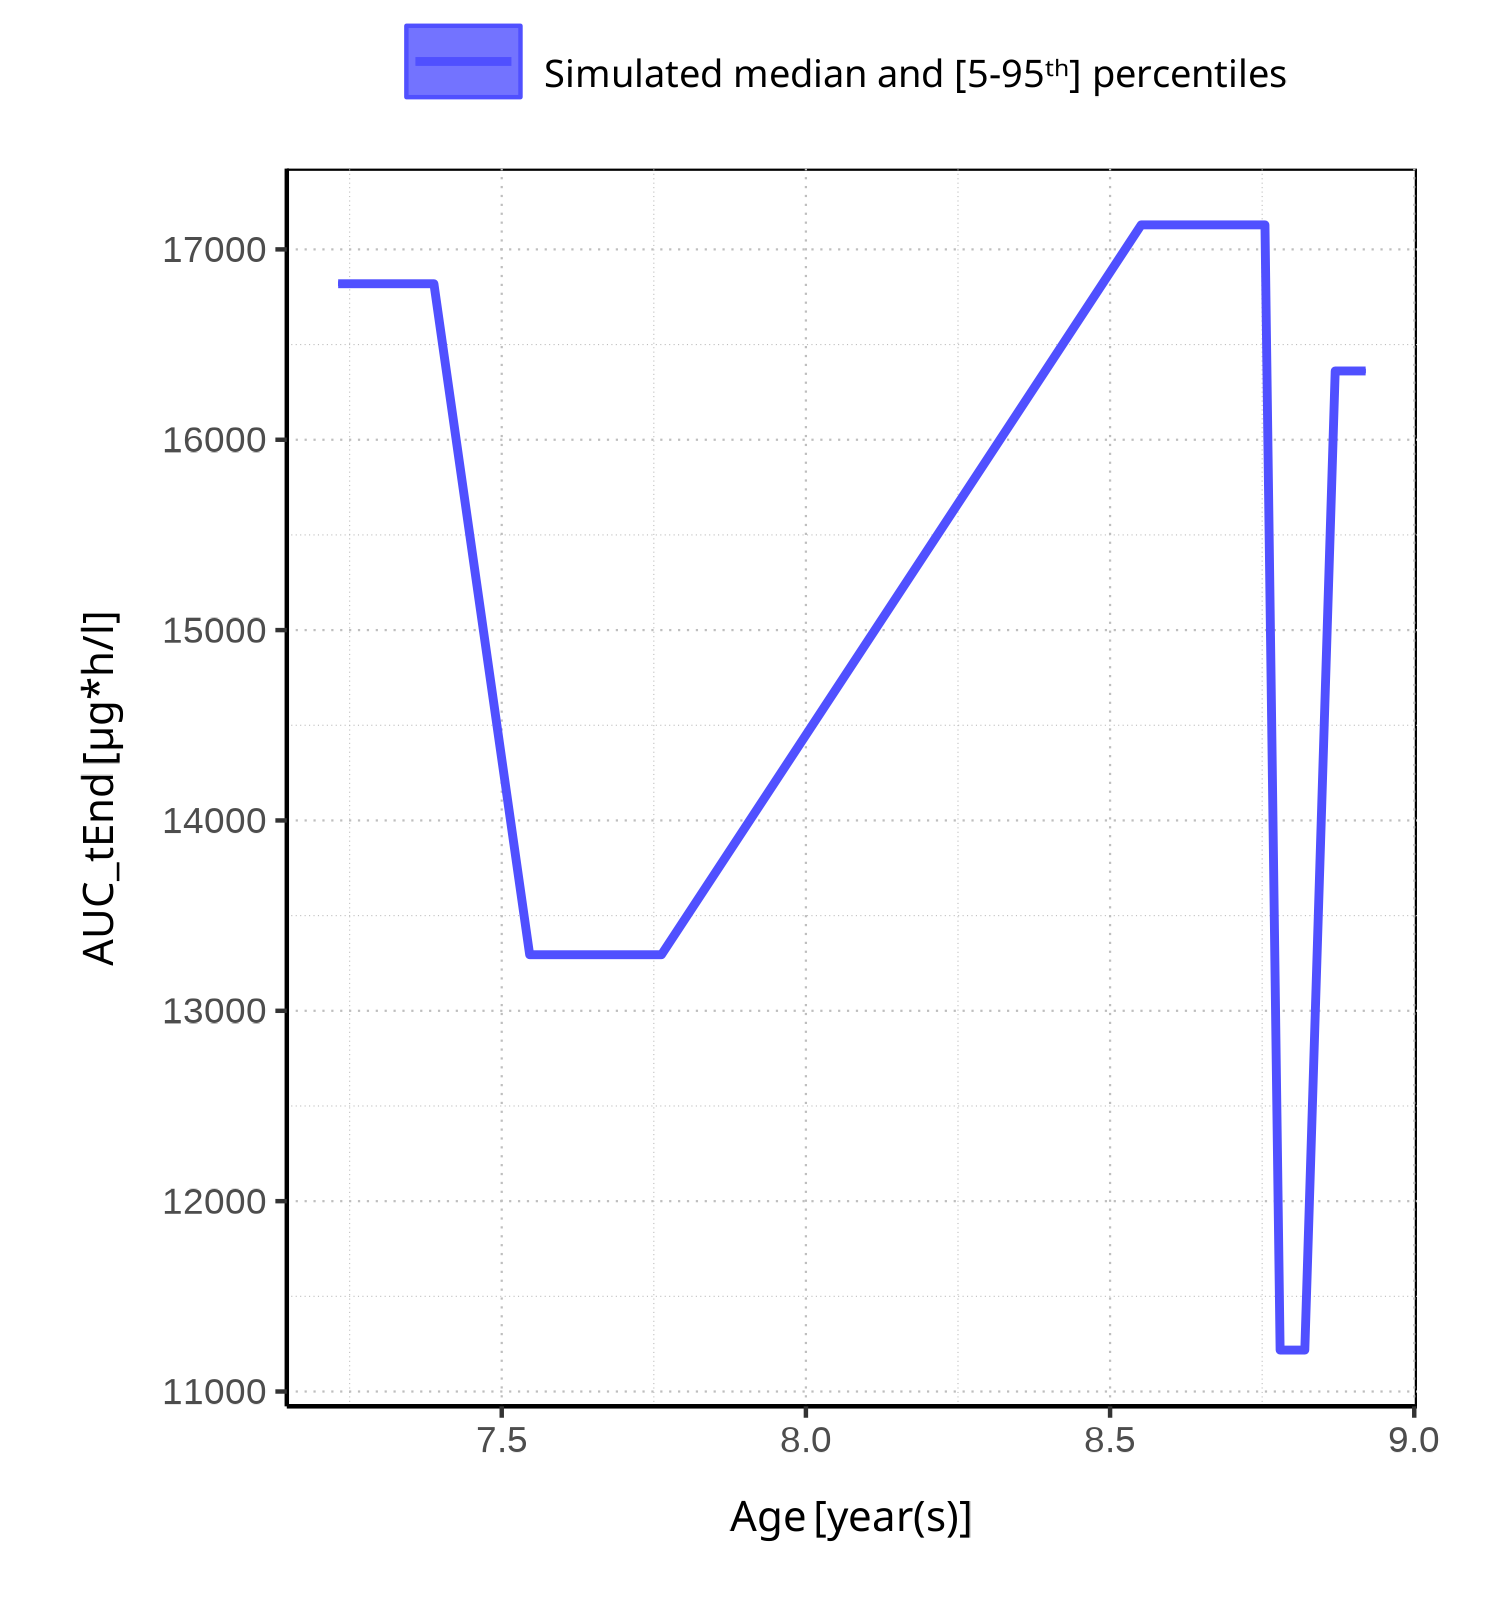 Simulated median and [5-95ᵗʰ] percentiles
17000
16000
15000
14000
13000
12000
11000
AUC_tEnd [µg*h/l]
7.5 8.0 8.5 9.0
Age [year(s)]